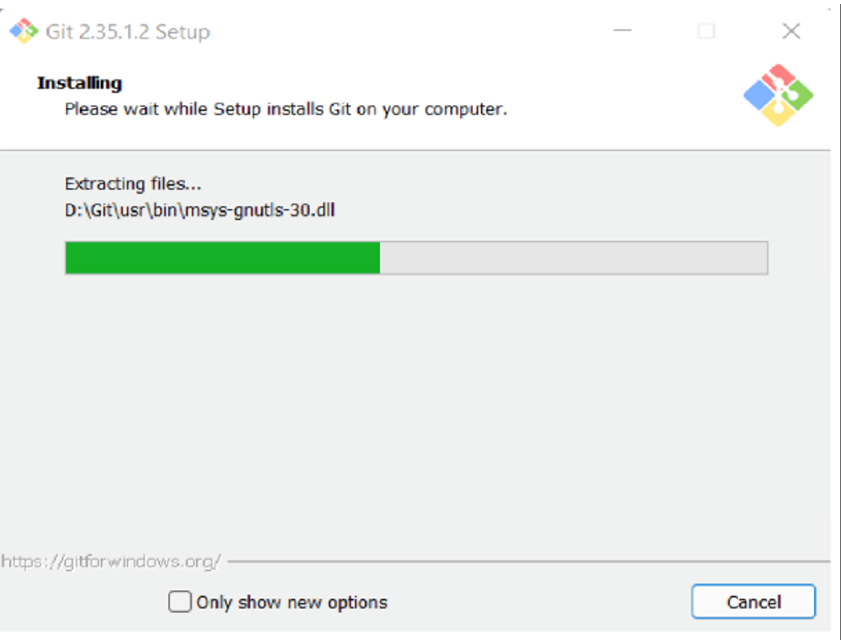 Git 2.35.1.2 Setup
Installing
Please wait while Setup installs Git on your computer.
Extracting files...
D:\Git\usr\bin\msys-gnutls-30.dll
https://gitforwindows.org/
Only show new options
Cancel